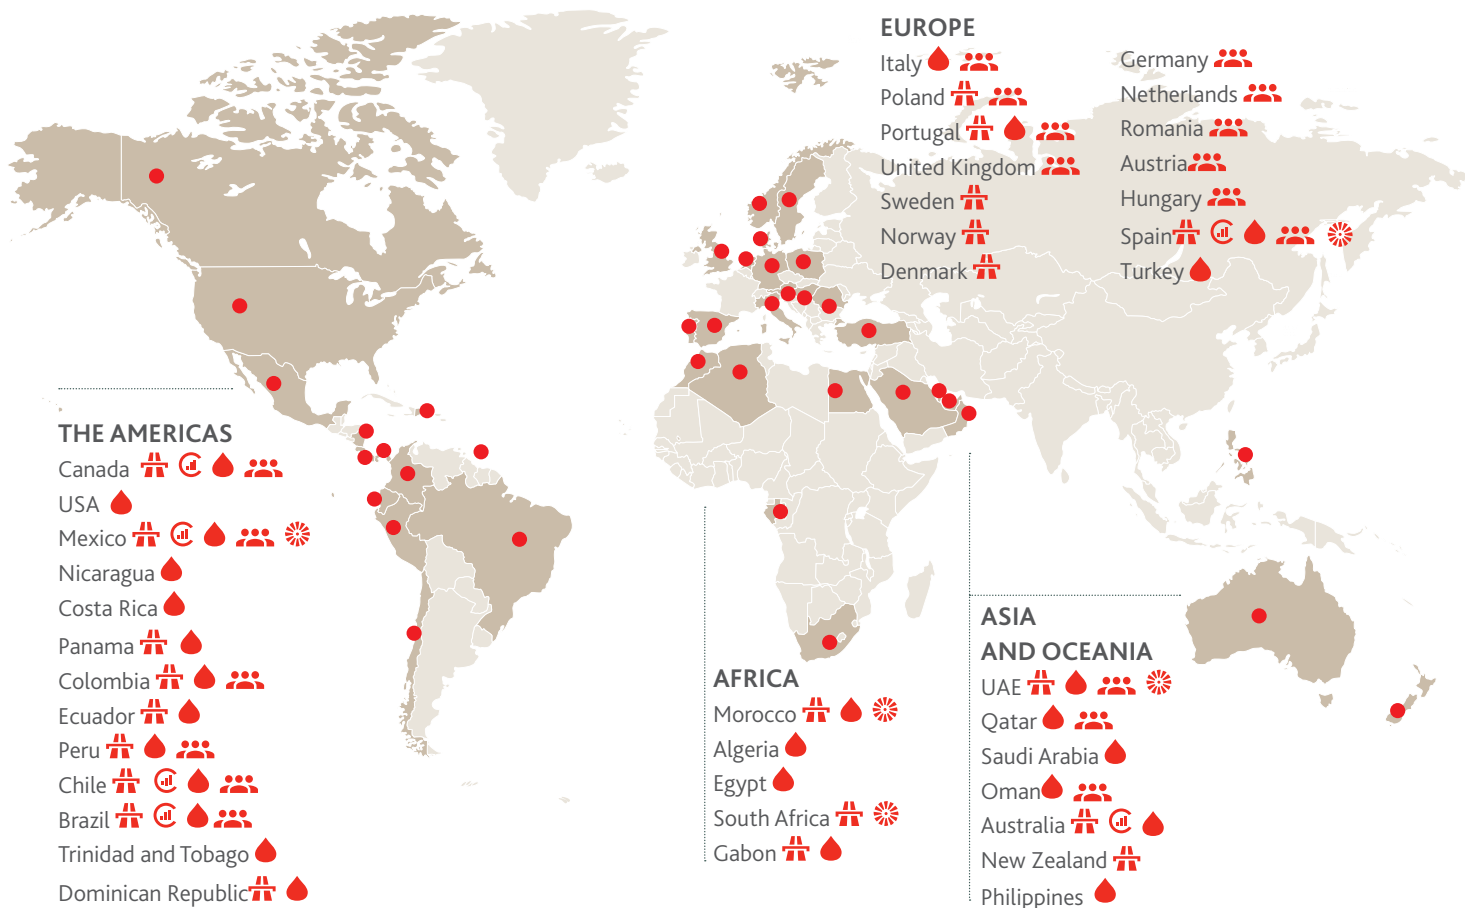 EUROPE
Italy
Poland
Portugal
United Kingdom
Sweden
Norway
Denmark
Germany
Netherlands
Romania
Austria
Hungary
Spain
Turkey
THE AMERICAS
Canada
USA
Mexico
Nicaragua
Costa Rica
Panama
Colombia
Ecuador
Peru
Chile
Brazil
Trinidad and Tobago
Dominican Republic
AFRICA
Morocco
Algeria
Egypt
South Africa
Gabon
ASIA
AND OCEANIA
UAE
Qatar
Saudi Arabia
Oman
Australia
New Zealand
Philippines